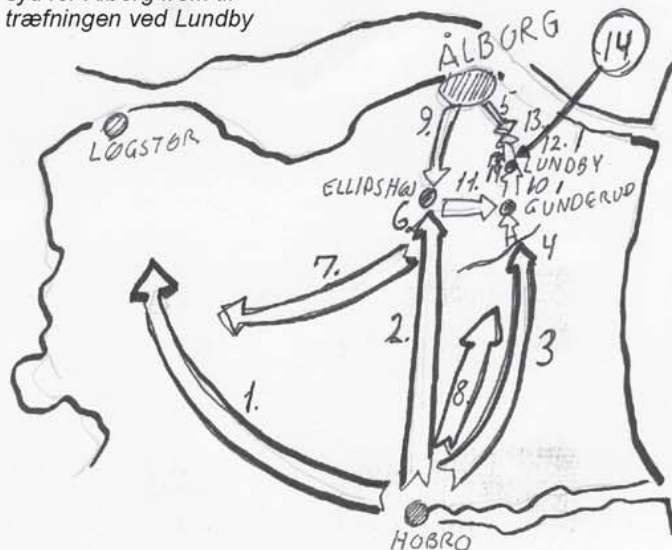 træfningen ved Lundby
ÅLBORG
14
9.
5
13.
12.
LØGSTØR
LUNDBY
ELLIDSHØJ
11.
10
GUNDERUP
6.
4
7.
2.
3
8.
1.
HOBRO